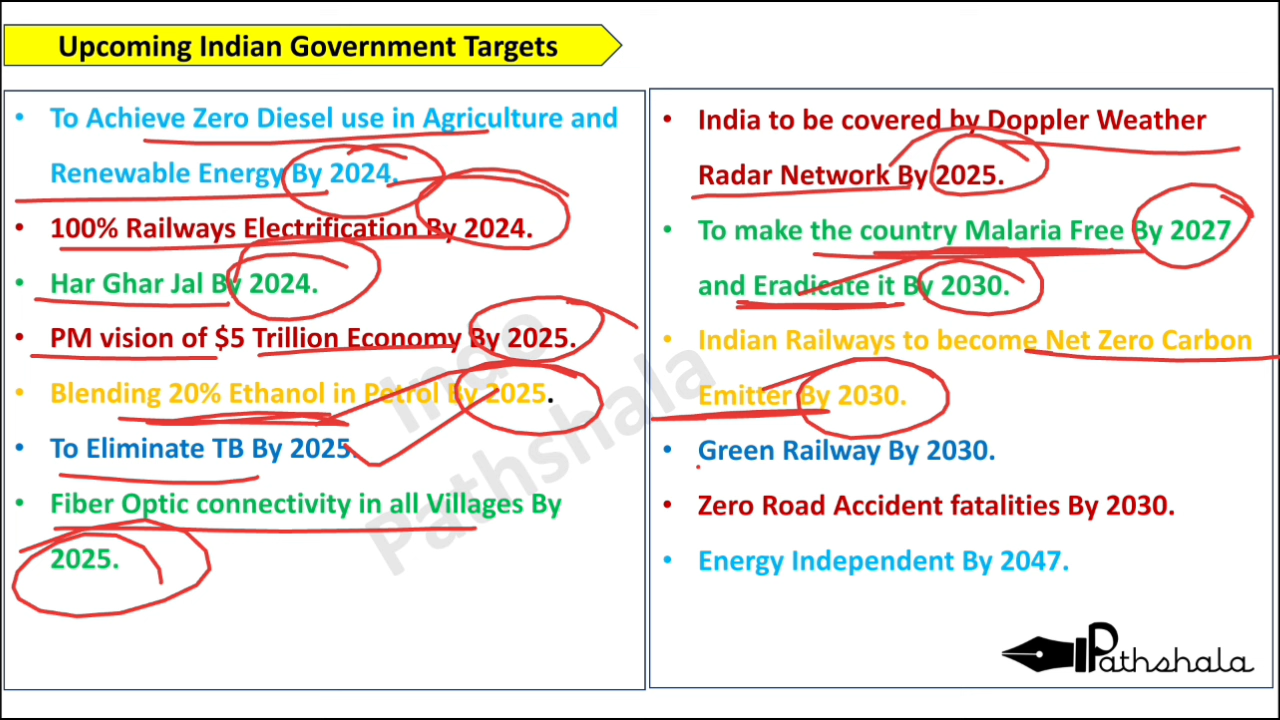 Upcoming Indian Government Targets
• To Achieve Zero Diesel use in Agriculture and
Renewable Energy By 2024.
• 100% Railways Electrification By 2024.
• Har Ghar Jal By 2024.
• PM vision of $5 Trillion Economy By 2025.
• Blending 20% Ethanol in Petrol By 2025.
• To Eliminate TB By 2025.
• Fiber Optic connectivity in all Villages By
2025.
• India to be covered by Doppler Weather
Radar Network By 2025.
• To make the country Malaria Free By 2027
and Eradicate it By 2030.
• Indian Railways to become Net Zero Carbon
Emitter By 2030.
• Green Railway By 2030.
• Zero Road Accident fatalities By 2030.
• Energy Independent By 2047.
Indo
Pathshala
Pathshala